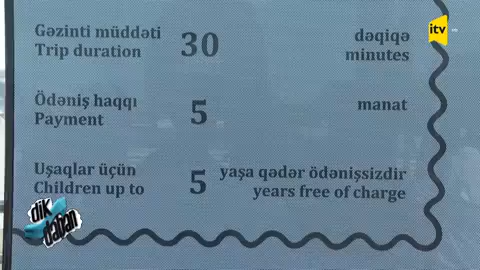 itv
Gəzinti müddəti
Trip duration
30
dəqiqə
minutes
Ödəniş haqqı
Payment
5
manat
Uşaqlar üçün
Children up to
5
yaşa qədər ödənişsizdir
years free of charge
dik
daban